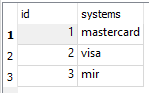 id systems
1 1 mastercard
2 2 visa
3 3 mir